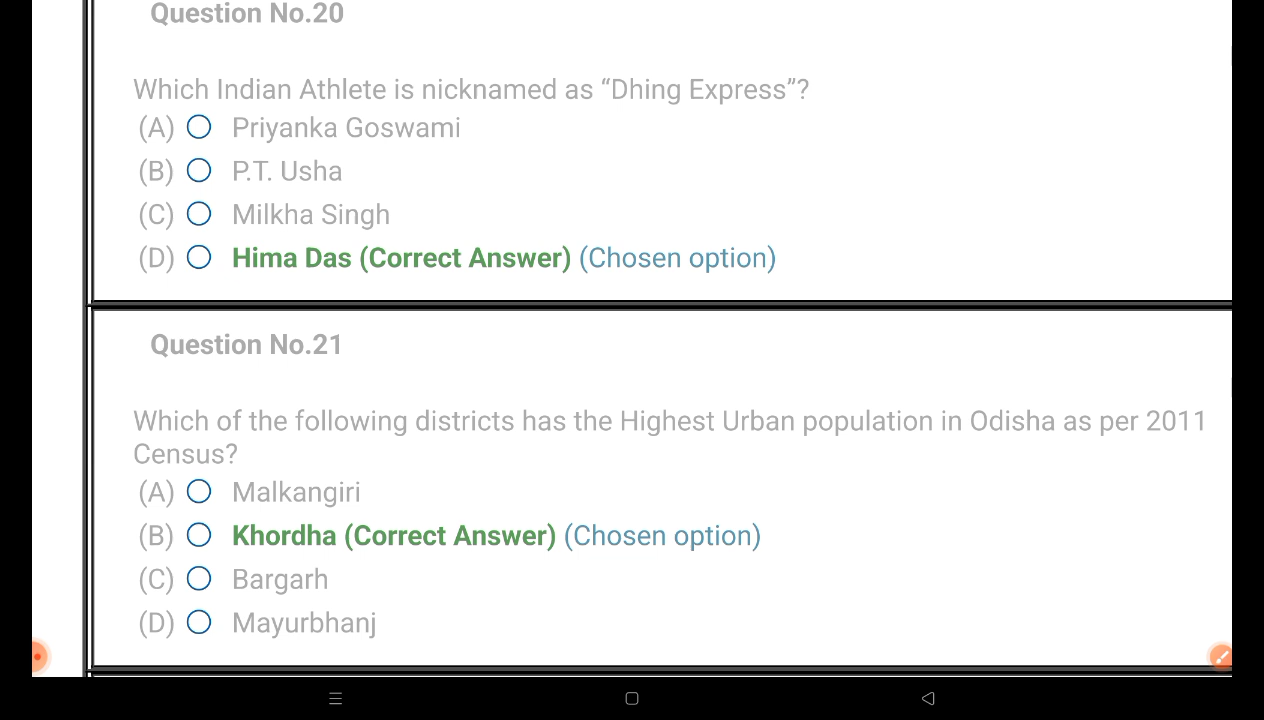 Question No.20
Which Indian Athlete is nicknamed as “Dhing Express”?
(A) Priyanka Goswami
(B) P.T. Usha
(C) Milkha Singh
(D) Hima Das (Correct Answer) (Chosen option)
Question No.21
Which of the following districts has the Highest Urban population in Odisha as per 2011
Census?
(A) Malkangiri
(B) Khordha (Correct Answer) (Chosen option)
(C) Bargarh
(D) Mayurbhanj